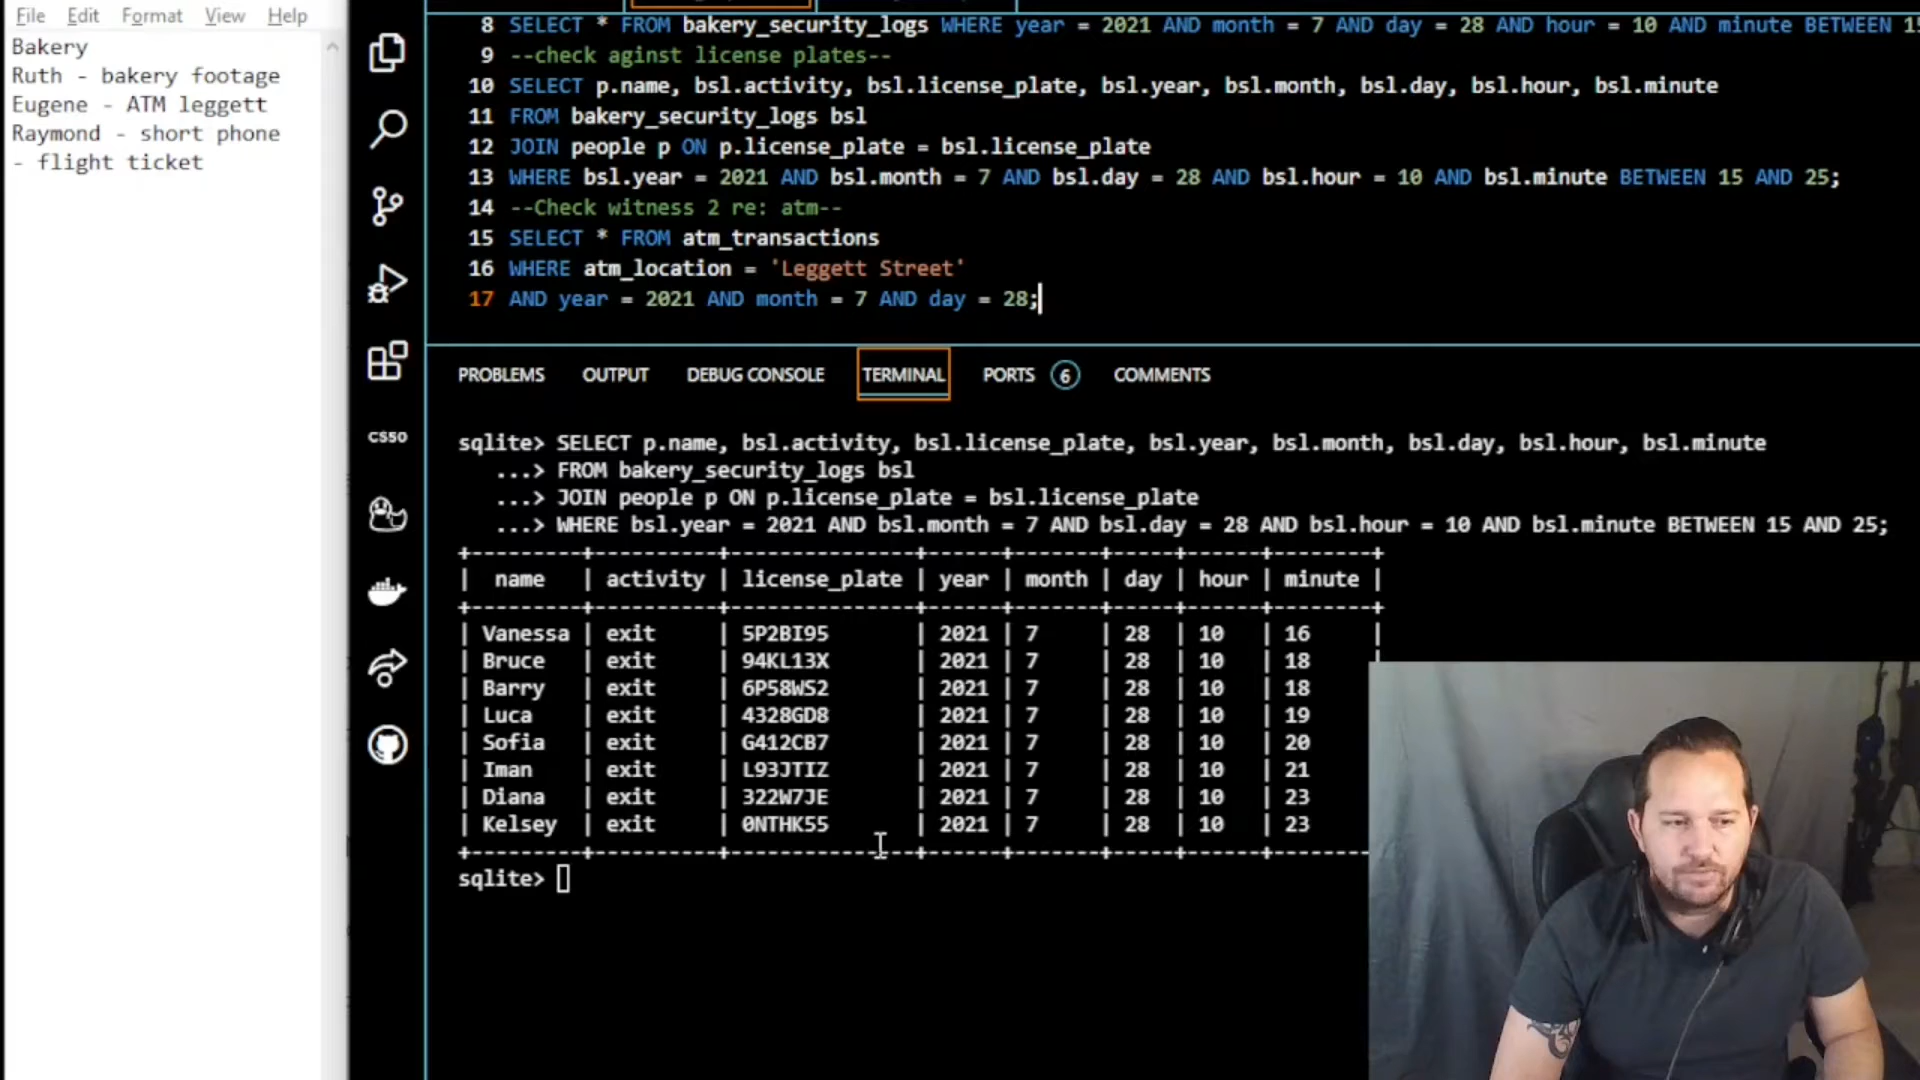 File Edit Format View Help
Bakery
Ruth - bakery footage
Eugene - ATM leggett
Raymond - short phone
- flight ticket
CS50
8 SELECT * FROM bakery_security_logs WHERE year = 2021 AND month = 7 AND day = 28 AND hour = 10 AND minute BETWEEN 15
9 --check aginst license plates--
10 SELECT p.name, bsl.activity, bsl.license_plate, bsl.year, bsl.month, bsl.day, bsl.hour, bsl.minute
11 FROM bakery_security_logs bsl
12 JOIN people p ON p.license_plate = bsl.license_plate
13 WHERE bsl.year = 2021 AND bsl.month = 7 AND bsl.day = 28 AND bsl.hour = 10 AND bsl.minute BETWEEN 15 AND 25;
14 --Check witness 2 re: atm--
15 SELECT * FROM atm_transactions
16 WHERE atm_location = 'Leggett Street'
17 AND year = 2021 AND month = 7 AND day = 28;
PROBLEMS OUTPUT DEBUG CONSOLE TERMINAL PORTS 6 COMMENTS
sqlite> SELECT p.name, bsl.activity, bsl.license_plate, bsl.year, bsl.month, bsl.day, bsl.hour, bsl.minute
...> FROM bakery_security_logs bsl
...> JOIN people p ON p.license_plate = bsl.license_plate
...> WHERE bsl.year = 2021 AND bsl.month = 7 AND bsl.day = 28 AND bsl.hour = 10 AND bsl.minute BETWEEN 15 AND 25;
+---------+----------+---------------+------+-------+-----+------+--------+
| name | activity | license_plate | year | month | day | hour | minute |
+---------+----------+---------------+------+-------+-----+------+--------+
| Vanessa | exit | 5P2BI95 | 2021 | 7 | 28 | 10 | 16 |
| Bruce | exit | 94KL13X | 2021 | 7 | 28 | 10 | 18 |
| Barry | exit | 6P58WS2 | 2021 | 7 | 28 | 10 | 18
| Luca | exit | 4328GD8 | 2021 | 7 | 28 | 10 | 19
| Sofia | exit | G412CB7 | 2021 | 7 | 28 | 10 | 20
| Iman | exit | L93JTIZ | 2021 | 7 | 28 | 10 | 21
| Diana | exit | 322W7JE | 2021 | 7 | 28 | 10 | 23
| Kelsey | exit | 0NTHK55 | 2021 | 7 | 28 | 10 | 23
+---------+----------+---------------+------+-------+-----+------+--------
sqlite>